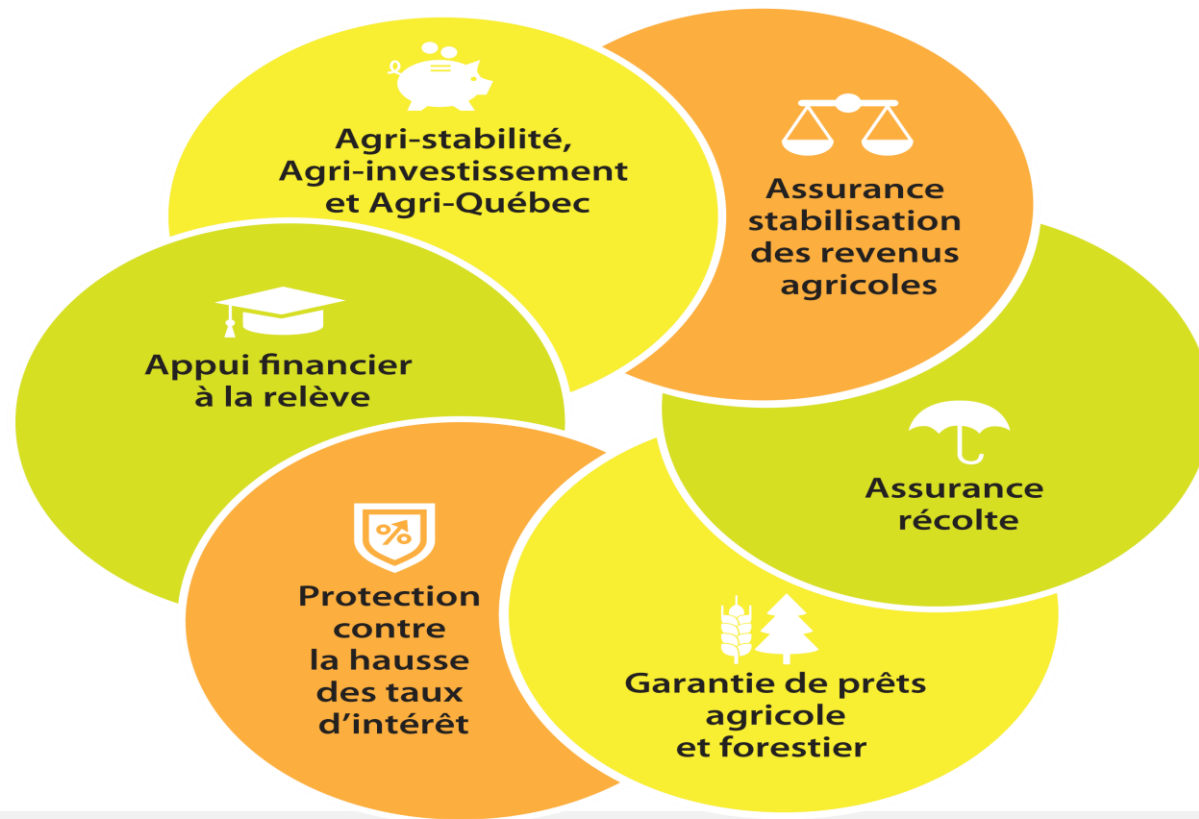 Agri-stabilité,
Agri-investissement
et Agri-Québec
Assurance
stabilisation
des revenus
agricoles
Assurance
récolte
Garantie de prêts
agricole
et forestier
%
Protection
contre
la hausse
des taux
d’intérêt
Appui financier
à la relève